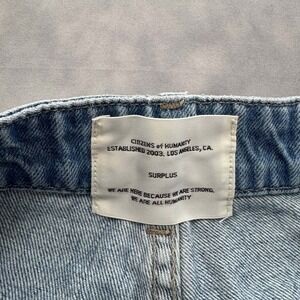 CITIZENS of HUMANITY
ESTABLISHED 2003. LOS ANGELES, CA.
SURPLUS
WE ARE HERE BECAUSE WE ARE STRONG,
WE ARE ALL HUMANITY